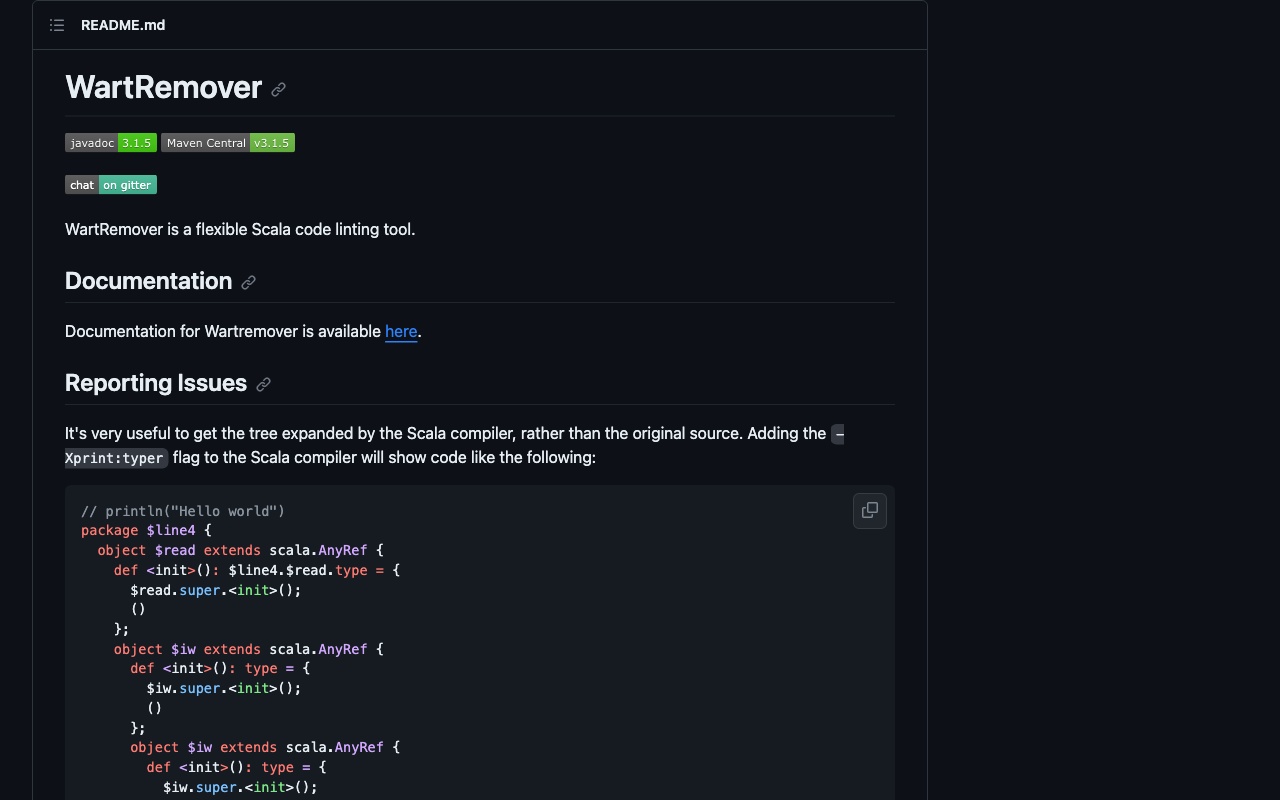 README.md
WartRemover
javadoc 3.1.5 Maven Central v3.1.5
chat on gitter
WartRemover is a flexible Scala code linting tool.
Documentation
Documentation for Wartremover is available here.
Reporting Issues
It's very useful to get the tree expanded by the Scala compiler, rather than the original source. Adding the -
Xprint:typer flag to the Scala compiler will show code like the following:
// println("Hello world")
package $line4 {
  object $read extends scala.AnyRef {
    def <init>(): $line4.$read.type = {
      $read.super.<init>();
      ()
    };
    object $iw extends scala.AnyRef {
      def <init>(): type = {
        $iw.super.<init>();
        ()
      };
      object $iw extends scala.AnyRef {
        def <init>(): type = {
          $iw.super.<init>();